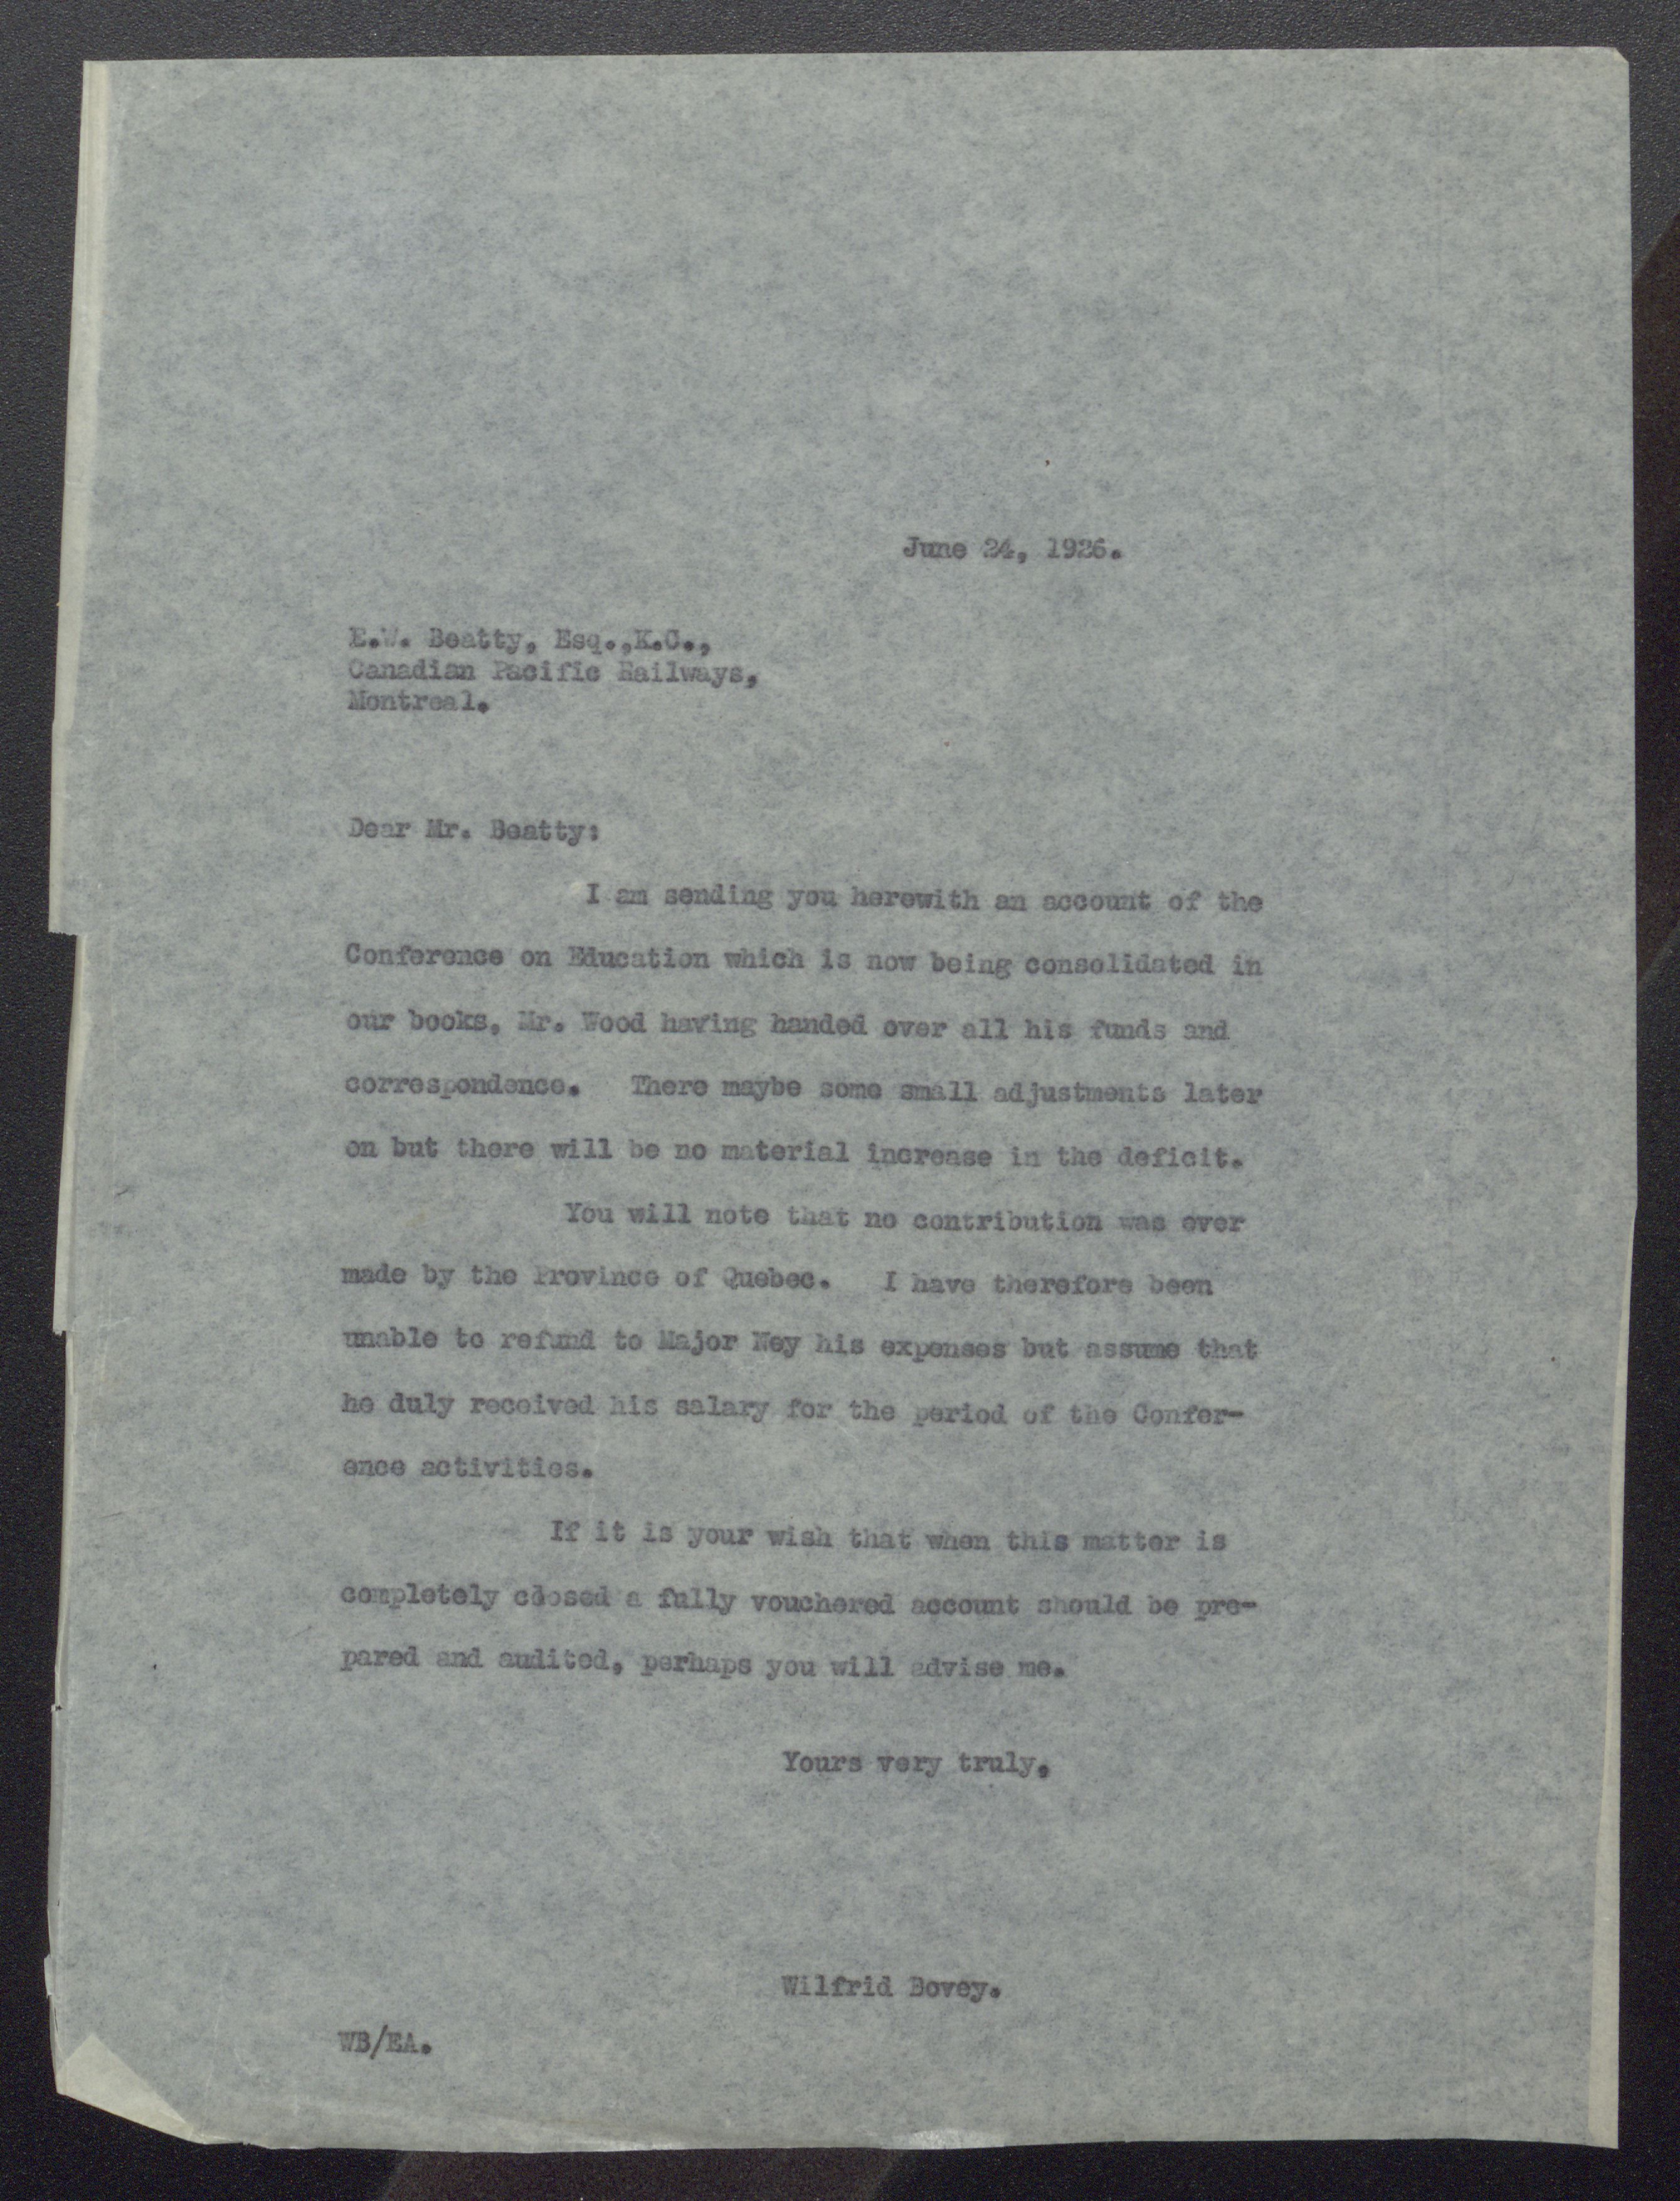 June 24, 1926.
E.W. Beatty, Esq.,K.C.,
Canadian Pacific Railways,
Montreal.
Dear Mr. Beatty:
I am sending you herewith an account of the
Conference on Education which is now being consolidated in
our books, Mr. Wood having handed over all his funds and
correspondence. There maybe some small adjustments later
on but there will be no material increase in the deficit.
You will note that no contribution was ever
made by the Province of Quebec. I have therefore been
unable to refund to Major Ney his expenses but assume that
he duly received his salary for the period of the Confer-
ence activities.
If it is your wish that when this matter is
completely closed a fully vouchered account should be pre-
pared and audited, perhaps you will advise me.
Yours very truly,
Wilfrid Bovey.
WB/EA.